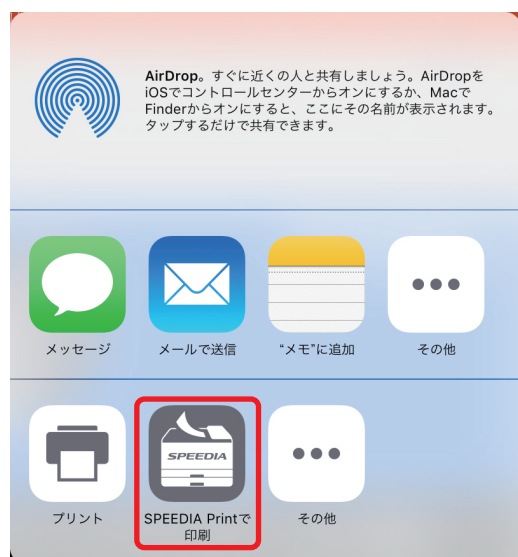 AirDrop。すぐに近くの人と共有しましょう。AirDropを
iOSでコントロールセンターからオンにするか、Macで
Finderからオンにすると、ここにその名前が表示されます。
タップするだけで共有できます。
メッセージ
メールで送信
“メモ”に追加
その他
SPEEDIA
プリント
SPEEDIA Printで
印刷
その他